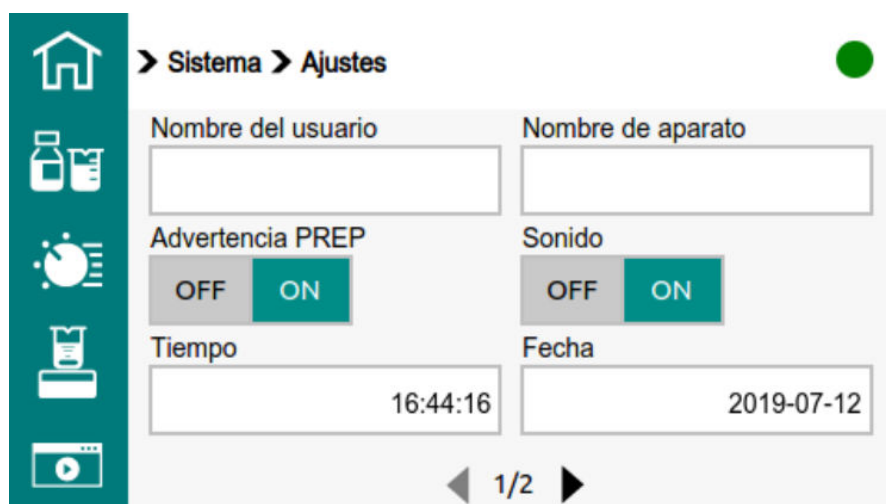 Sistema Ajustes
Nombre del usuario Nombre de aparato
Advertencia PREP Sonido
OFF ON OFF ON
Tiempo Fecha
16:44:16 2019-07-12
1/2